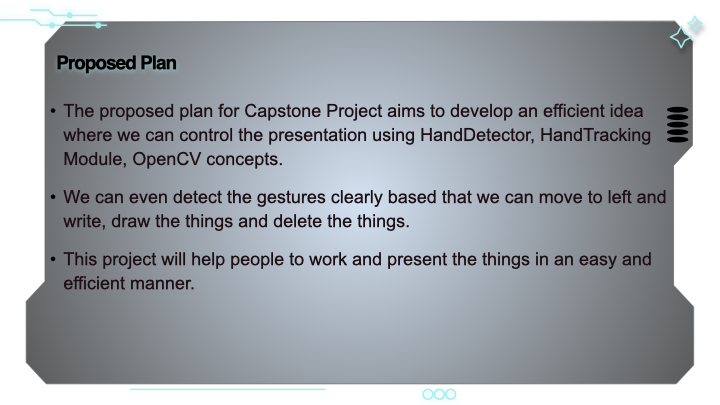 Proposed Plan
• The proposed plan for Capstone Project aims to develop an efficient idea
where we can control the presentation using HandDetector, HandTracking
Module, OpenCV concepts.
• We can even detect the gestures clearly based that we can move to left and
write, draw the things and delete the things.
• This project will help people to work and present the things in an easy and
efficient manner.